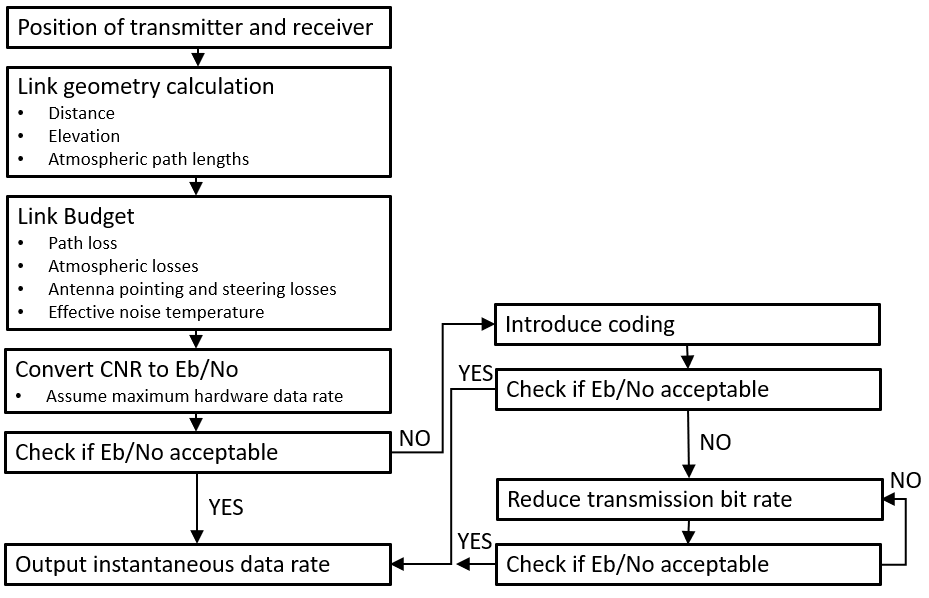 Position of transmitter and receiver
Link geometry calculation
• Distance
• Elevation
• Atmospheric path lengths
Link Budget
• Path loss
• Atmospheric losses
• Antenna pointing and steering losses
• Effective noise temperature
Convert CNR to Eb/No
• Assume maximum hardware data rate
Check if Eb/No acceptable
NO
YES
Output instantaneous data rate
Introduce coding
YES
Check if Eb/No acceptable
NO
Reduce transmission bit rate
NO
YES
Check if Eb/No acceptable